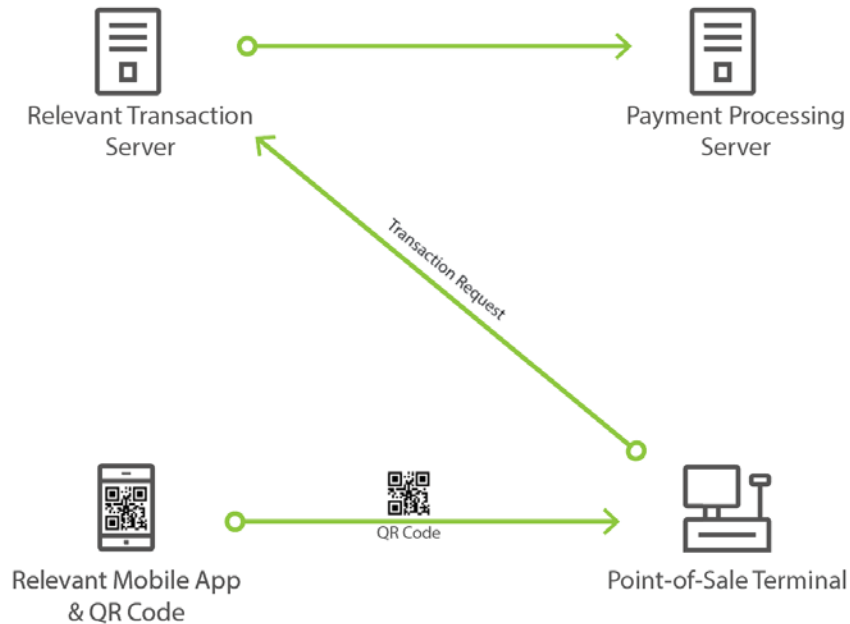 Relevant Transaction
Server
Payment Processing
Server
Transaction Request
QR Code
Relevant Mobile App
& QR Code
Point-of-Sale Terminal